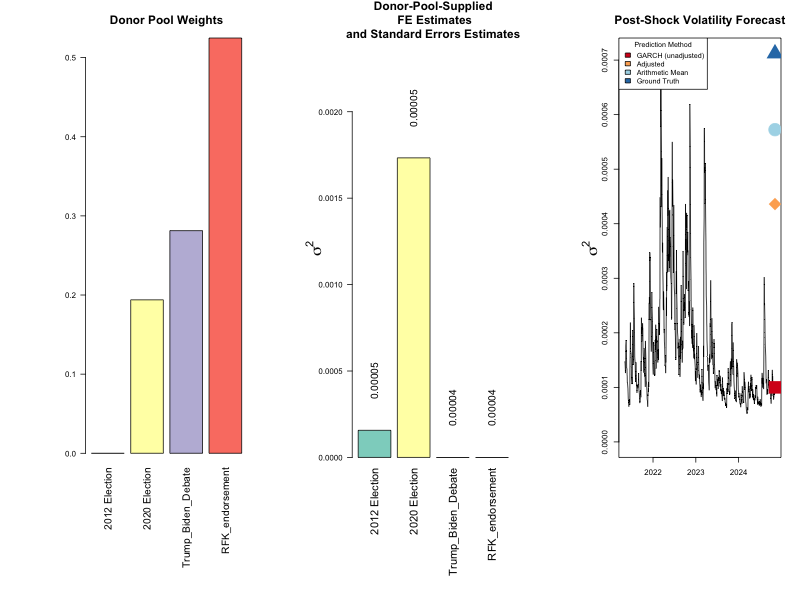 Donor Pool Weights
0.5
0.4
0.3
0.2
0.1
0.0
2012 Election
2020 Election
Trump_Biden_Debate
RFK_endorsement
Donor-Pool-Supplied
FE Estimates
and Standard Errors Estimates
σ²
0.0020
0.0015
0.0010
0.0005
0.0000
0.00005
0.00005
0.00004
0.00004
2012 Election
2020 Election
Trump_Biden_Debate
RFK_endorsement
Post-Shock Volatility Forecast
Prediction Method
GARCH (unadjusted)
Adjusted
Arithmetic Mean
Ground Truth
σ²
0.0007
0.0006
0.0005
0.0004
0.0003
0.0002
0.0001
0.0000
2022
2023
2024